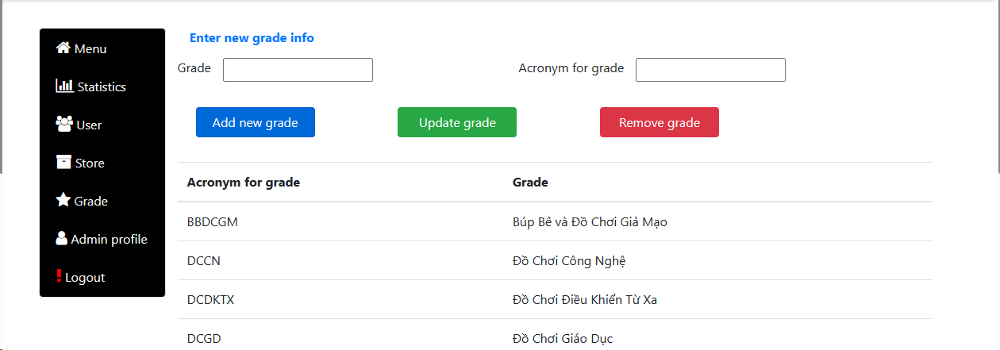 Enter new grade info
Menu
Grade
Acronym for grade
Statistics
Add new grade
Update grade
Remove grade
User
Store
Acronym for grade Grade
Grade
BBDCGM Búp Bê và Đồ Chơi Giả Mạo
Admin profile
DCCN Đồ Chơi Công Nghệ
Logout
DCDKTX Đồ Chơi Điều Khiển Từ Xa
DCGD Đồ Chơi Giáo Dục